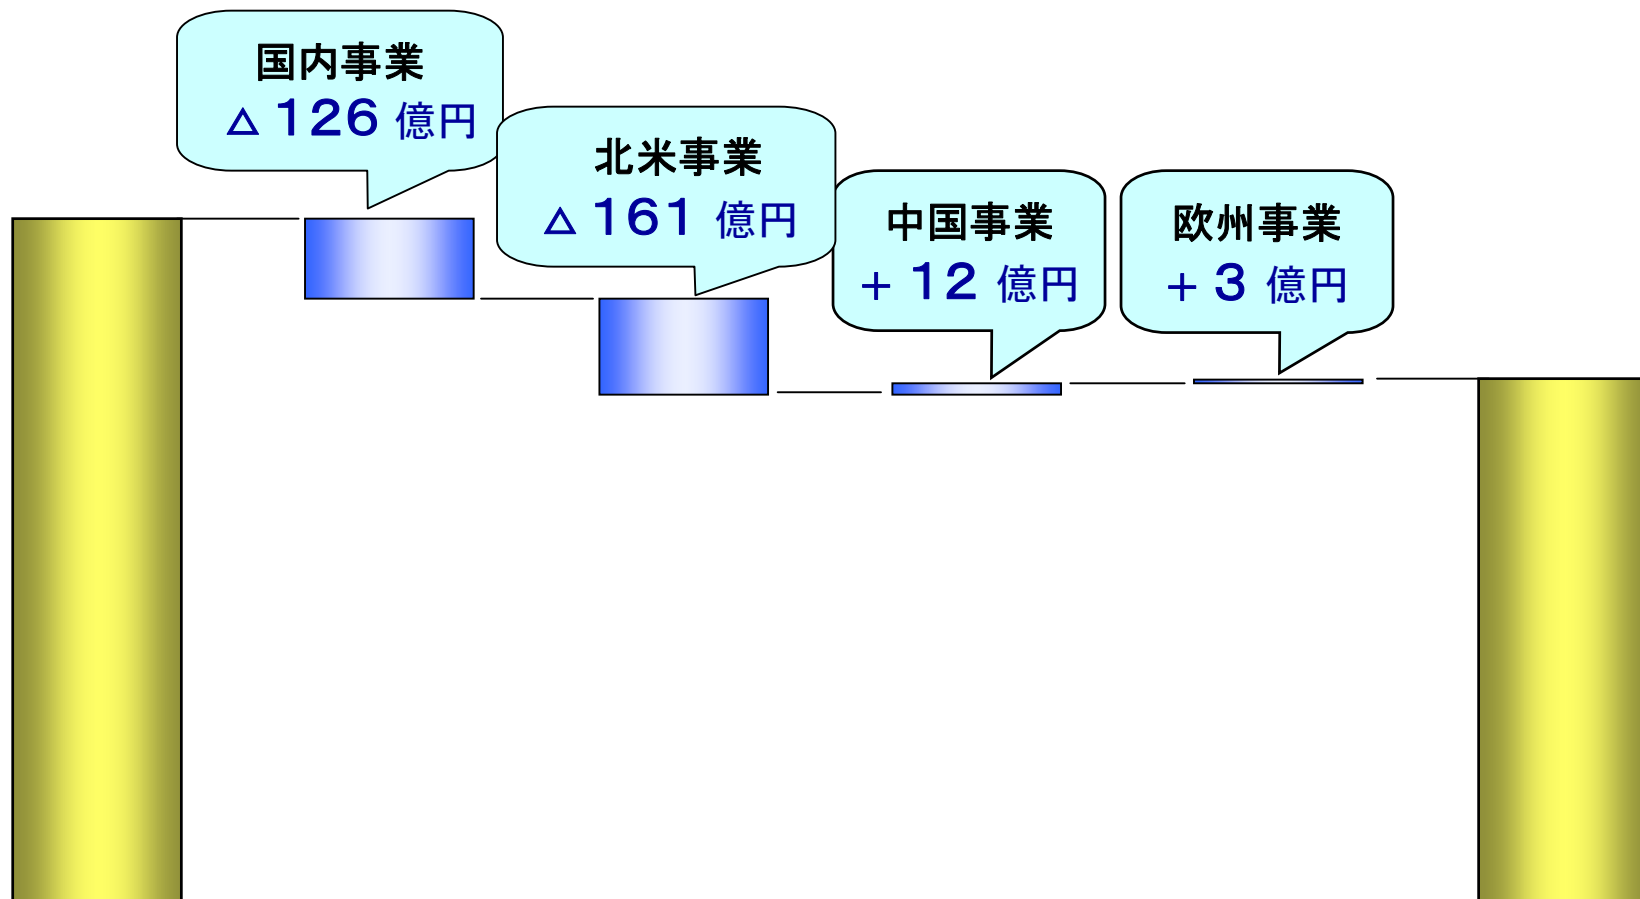 国内事業
△ 126 億円
北米事業
△ 161 億円
中国事業
+ 12 億円
欧州事業
+ 3 億円